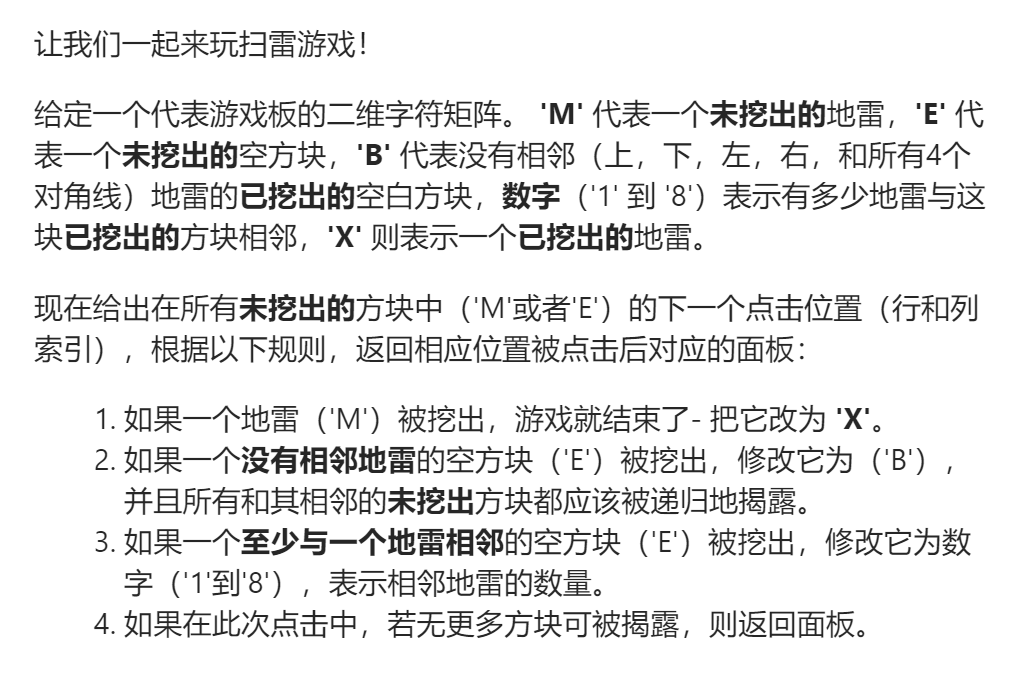 让我们一起来玩扫雷游戏！
给定一个代表游戏板的二维字符矩阵。 'M' 代表一个未挖出的地雷，'E' 代
表一个未挖出的空方块，'B' 代表没有相邻（上，下，左，右，和所有4个
对角线）地雷的已挖出的空白方块，数字（'1' 到 '8'）表示有多少地雷与这
块已挖出的方块相邻，'X' 则表示一个已挖出的地雷。
现在给出在所有未挖出的方块中（'M'或者'E'）的下一个点击位置（行和列
索引），根据以下规则，返回相应位置被点击后对应的面板：
1. 如果一个地雷（'M'）被挖出，游戏就结束了- 把它改为 'X'。
2. 如果一个没有相邻地雷的空方块（'E'）被挖出，修改它为（'B'），
并且所有和其相邻的未挖出方块都应该被递归地揭露。
3. 如果一个至少与一个地雷相邻的空方块（'E'）被挖出，修改它为数
字（'1'到'8'），表示相邻地雷的数量。
4. 如果在此次点击中，若无更多方块可被揭露，则返回面板。